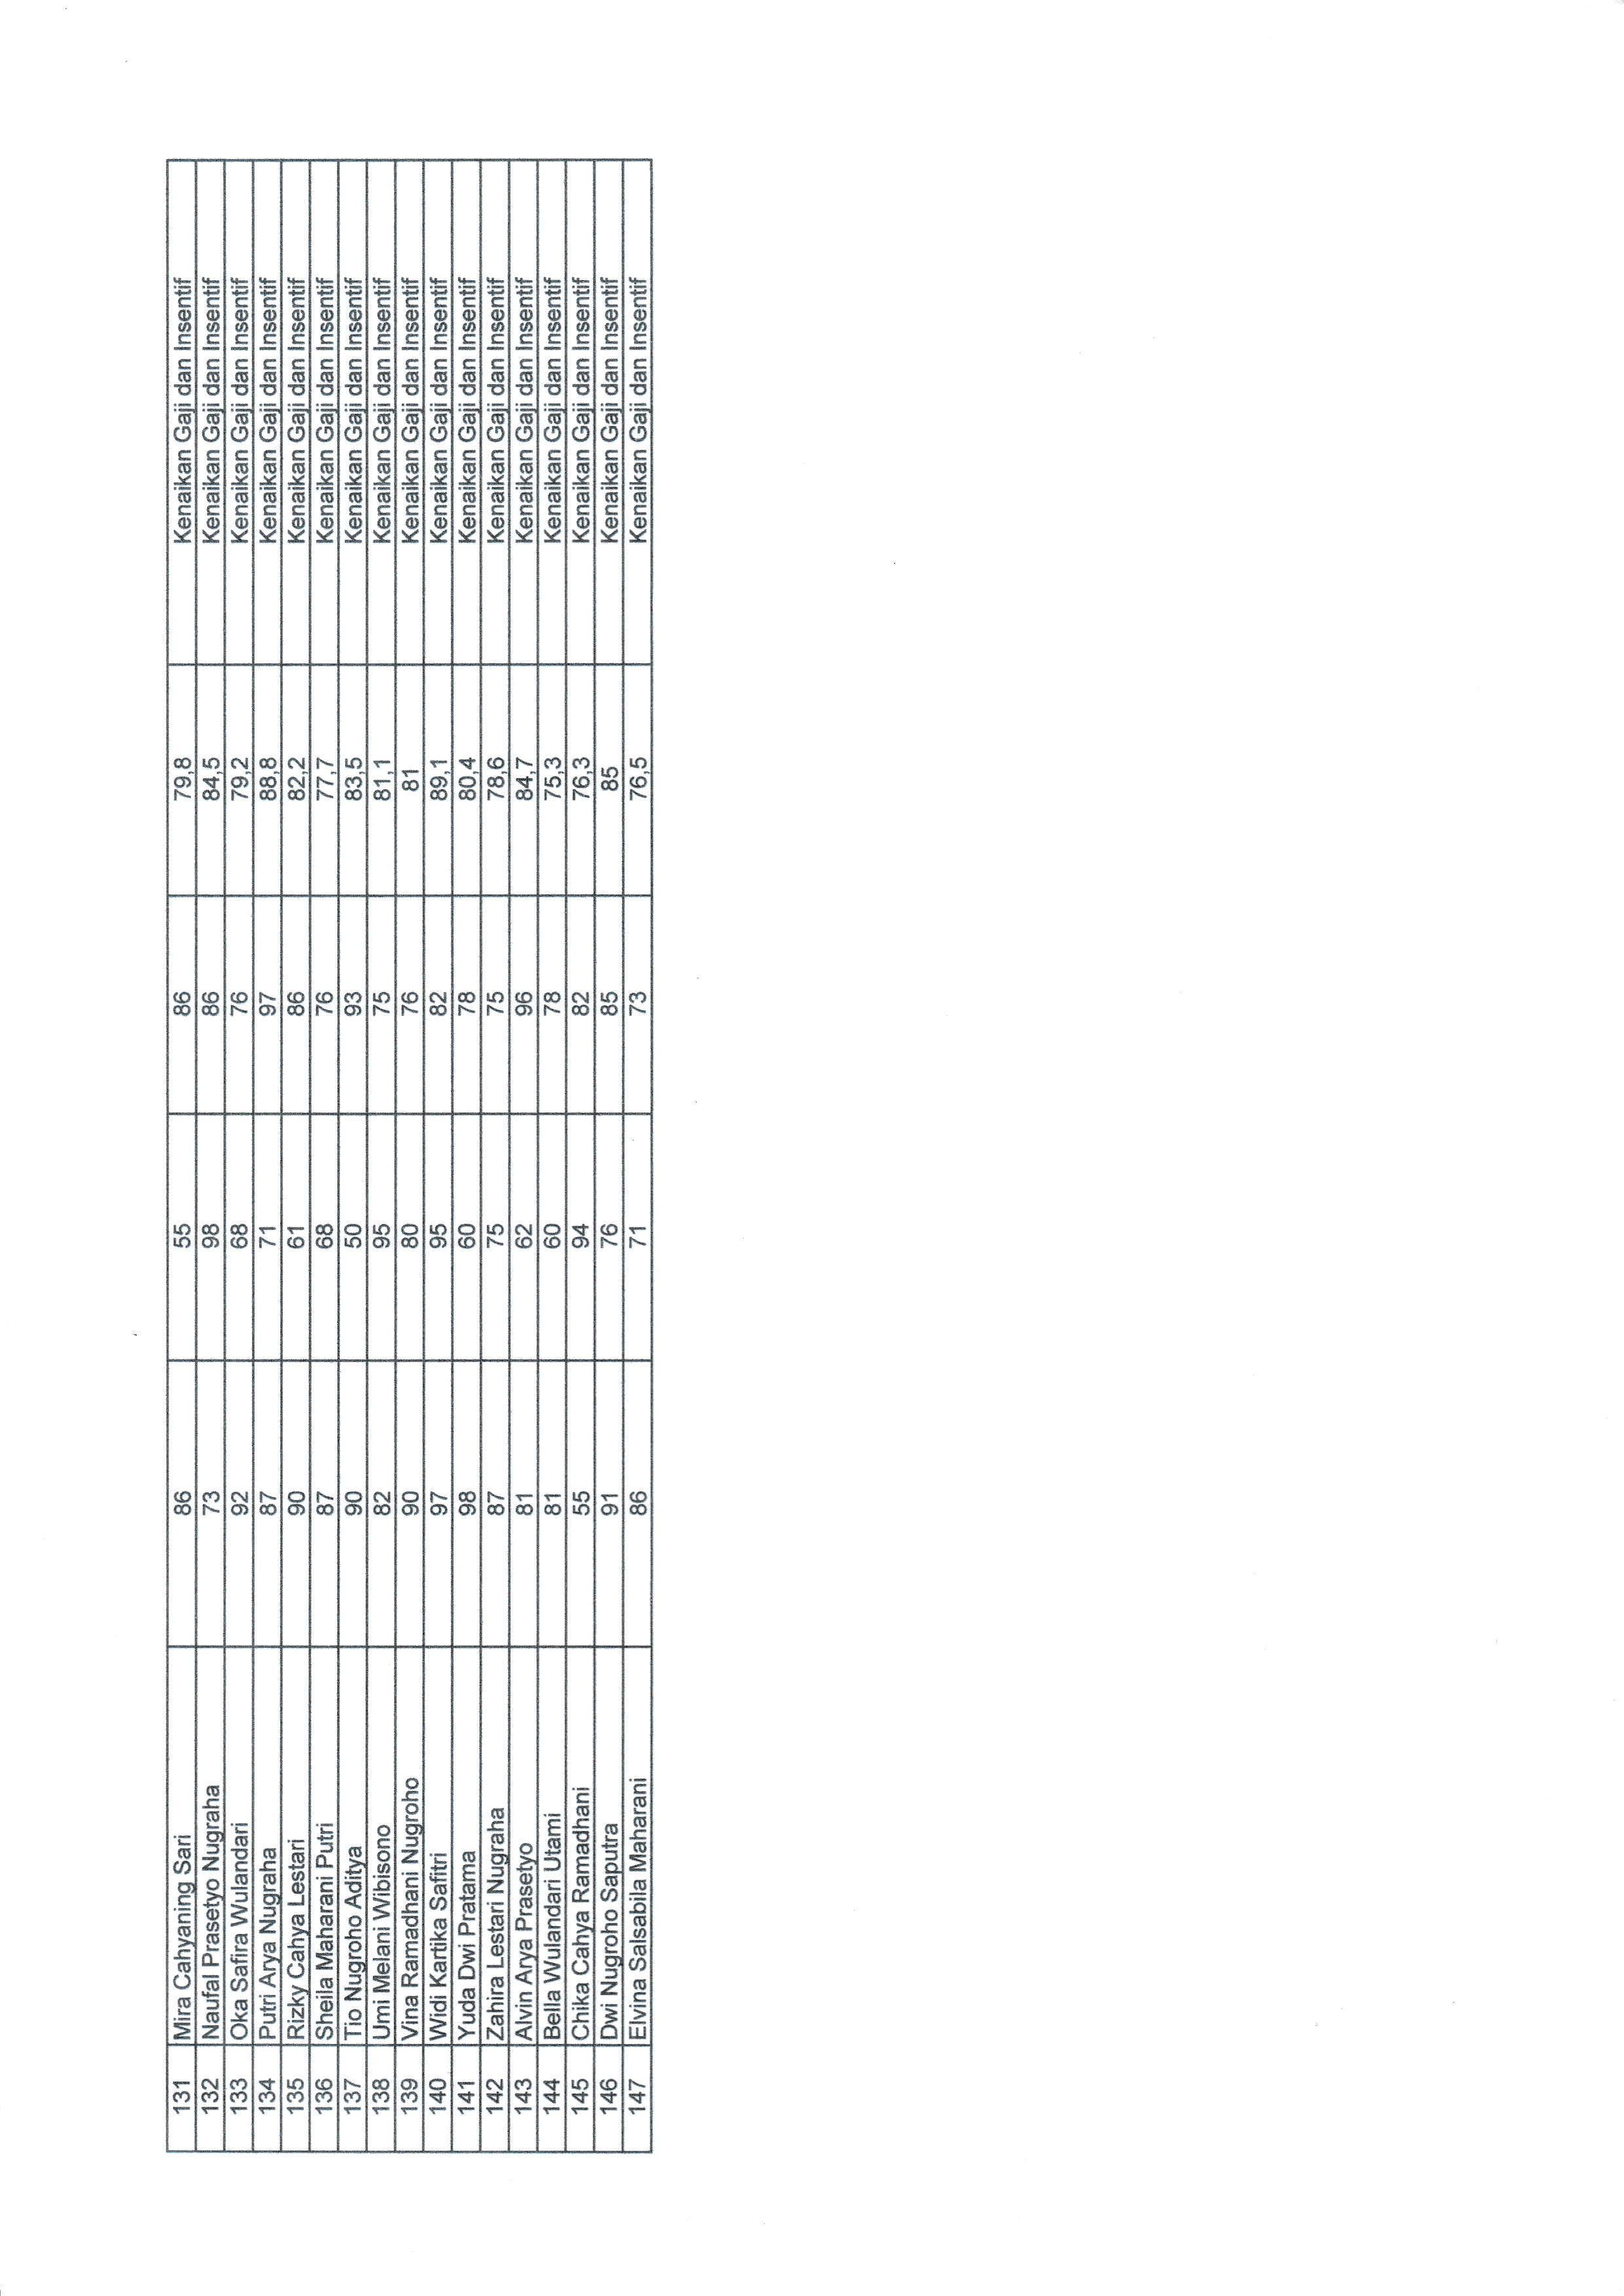 131 Mira Cahyaning Sari 86 55 86 79,8 Kenaikan Gaji dan Insentif
132 Naufal Prasetyo Nugraha 73 98 86 84,5 Kenaikan Gaji dan Insentif
133 Oka Safira Wulandari 92 68 76 79,2 Kenaikan Gaji dan Insentif
134 Putri Arya Nugraha 87 71 97 88,8 Kenaikan Gaji dan Insentif
135 Rizky Cahya Lestari 90 61 86 82,2 Kenaikan Gaji dan Insentif
136 Sheila Maharani Putri 87 68 76 77,7 Kenaikan Gaji dan Insentif
137 Tio Nugroho Aditya 90 50 93 83,5 Kenaikan Gaji dan Insentif
138 Umi Melani Wibisono 82 95 75 81,1 Kenaikan Gaji dan Insentif
139 Vina Ramadhani Nugroho 90 80 76 81 Kenaikan Gaji dan Insentif
140 Widi Kartika Safitri 97 95 82 89,1 Kenaikan Gaji dan Insentif
141 Yuda Dwi Pratama 98 60 78 80,4 Kenaikan Gaji dan Insentif
142 Zahira Lestari Nugraha 87 75 75 78,6 Kenaikan Gaji dan Insentif
143 Alvin Arya Prasetyo 81 62 96 84,7 Kenaikan Gaji dan Insentif
144 Bella Wulandari Utami 81 60 78 75,3 Kenaikan Gaji dan Insentif
145 Chika Cahya Ramadhani 55 94 82 76,3 Kenaikan Gaji dan Insentif
146 Dwi Nugroho Saputra 91 76 85 85 Kenaikan Gaji dan Insentif
147 Elvina Salsabila Maharani 86 71 73 76,5 Kenaikan Gaji dan Insentif